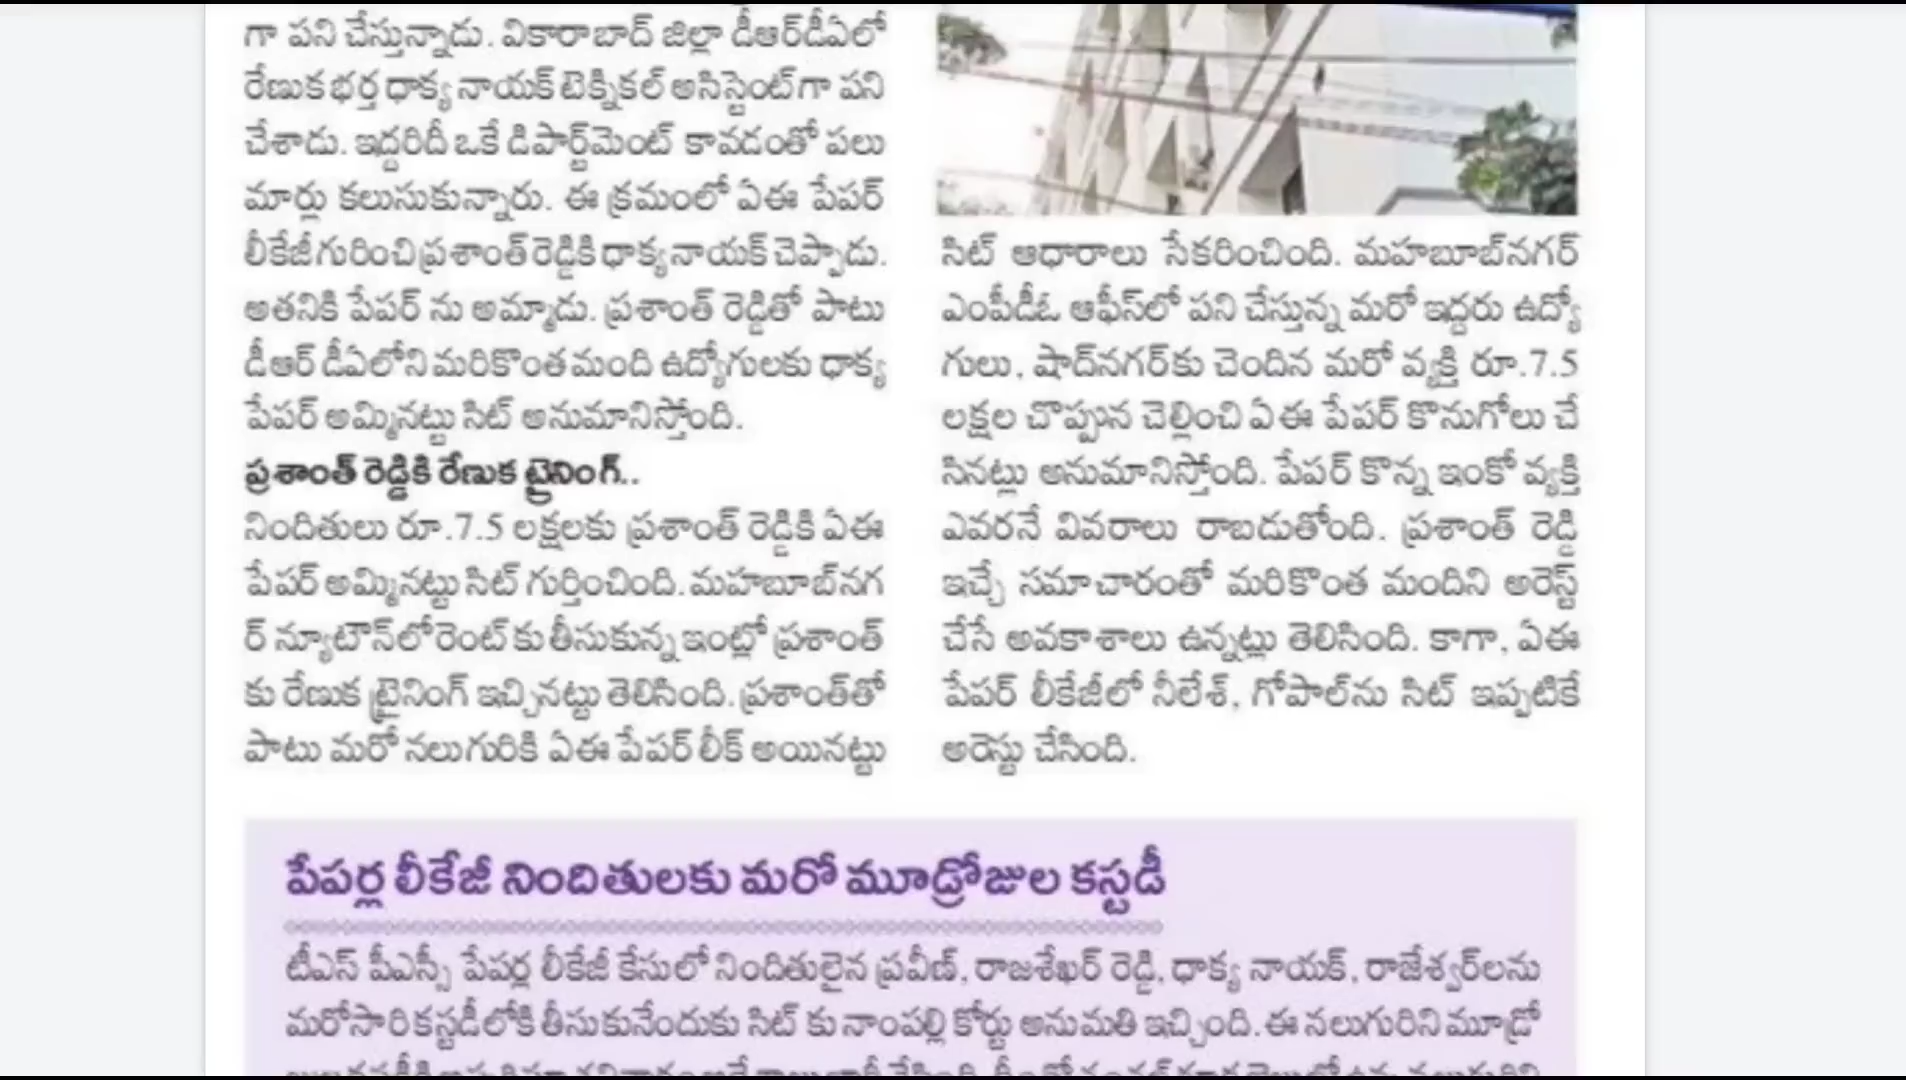 గా పని చేస్తున్నాడు. వికారాబాద్ జిల్లా డీఆర్‌డీఏలో
రేణుక భర్త ధాక్య నాయక్ టెక్నికల్ అసిస్టెంట్‌గా పని
చేశాడు. ఇద్దరిదీ ఒకే డిపార్ట్‌మెంట్ కావడంతో పలు
మార్లు కలుసుకున్నారు. ఈ క్రమంలో ఏఈ పేపర్
లీకేజీ గురించి ప్రశాంత్ రెడ్డికి ధాక్య నాయక్ చెప్పాడు.
అతనికి పేపర్ ను అమ్మాడు. ప్రశాంత్ రెడ్డితో పాటు
డీఆర్ డీఏలోని మరికొంత మంది ఉద్యోగులకు ధాక్య
పేపర్ అమ్మినట్టు సిట్ అనుమానిస్తోంది.
ప్రశాంత్ రెడ్డికి రేణుక ట్రైనింగ్..
నిందితులు రూ.7.5 లక్షలకు ప్రశాంత్ రెడ్డికి ఏఈ
పేపర్ అమ్మినట్టు సిట్ గుర్తించింది. మహబూబ్‌నగ
ర్ న్యూటౌన్‌లో రెంట్ కు తీసుకున్న ఇంట్లో ప్రశాంత్
కు రేణుక ట్రైనింగ్ ఇచ్చినట్టు తెలిసింది. ప్రశాంత్‌తో
పాటు మరో నలుగురికి ఏఈ పేపర్ లీక్ అయినట్టు
సిట్ ఆధారాలు సేకరించింది. మహబూబ్‌నగర్
ఎంపీడీఓ ఆఫీస్‌లో పని చేస్తున్న మరో ఇద్దరు ఉద్యో
గులు, షాద్‌నగర్‌కు చెందిన మరో వ్యక్తి రూ.7.5
లక్షల చొప్పున చెల్లించి ఏఈ పేపర్ కొనుగోలు చే
సినట్లు అనుమానిస్తోంది. పేపర్ కొన్న ఇంకో వ్యక్తి
ఎవరనే వివరాలు రాబడుతోంది. ప్రశాంత్ రెడ్డి
ఇచ్చే సమాచారంతో మరికొంత మందిని అరెస్ట్
చేసే అవకాశాలు ఉన్నట్లు తెలిసింది. కాగా, ఏఈ
పేపర్ లీకేజీలో నీలేశ్, గోపాల్‌ను సిట్ ఇప్పటికే
అరెస్టు చేసింది.
పేపర్ల లీకేజీ నిందితులకు మరో మూడ్రోజుల కస్టడీ
టీఎస్ పీఎస్సీ పేపర్ల లీకేజీ కేసులో నిందితులైన ప్రవీణ్, రాజశేఖర్ రెడ్డి, ధాక్య నాయక్, రాజేశ్వర్‌లను
మరోసారి కస్టడీలోకి తీసుకునేందుకు సిట్ కు నాంపల్లి కోర్టు అనుమతి ఇచ్చింది. ఈ నలుగురిని మూడ్రో